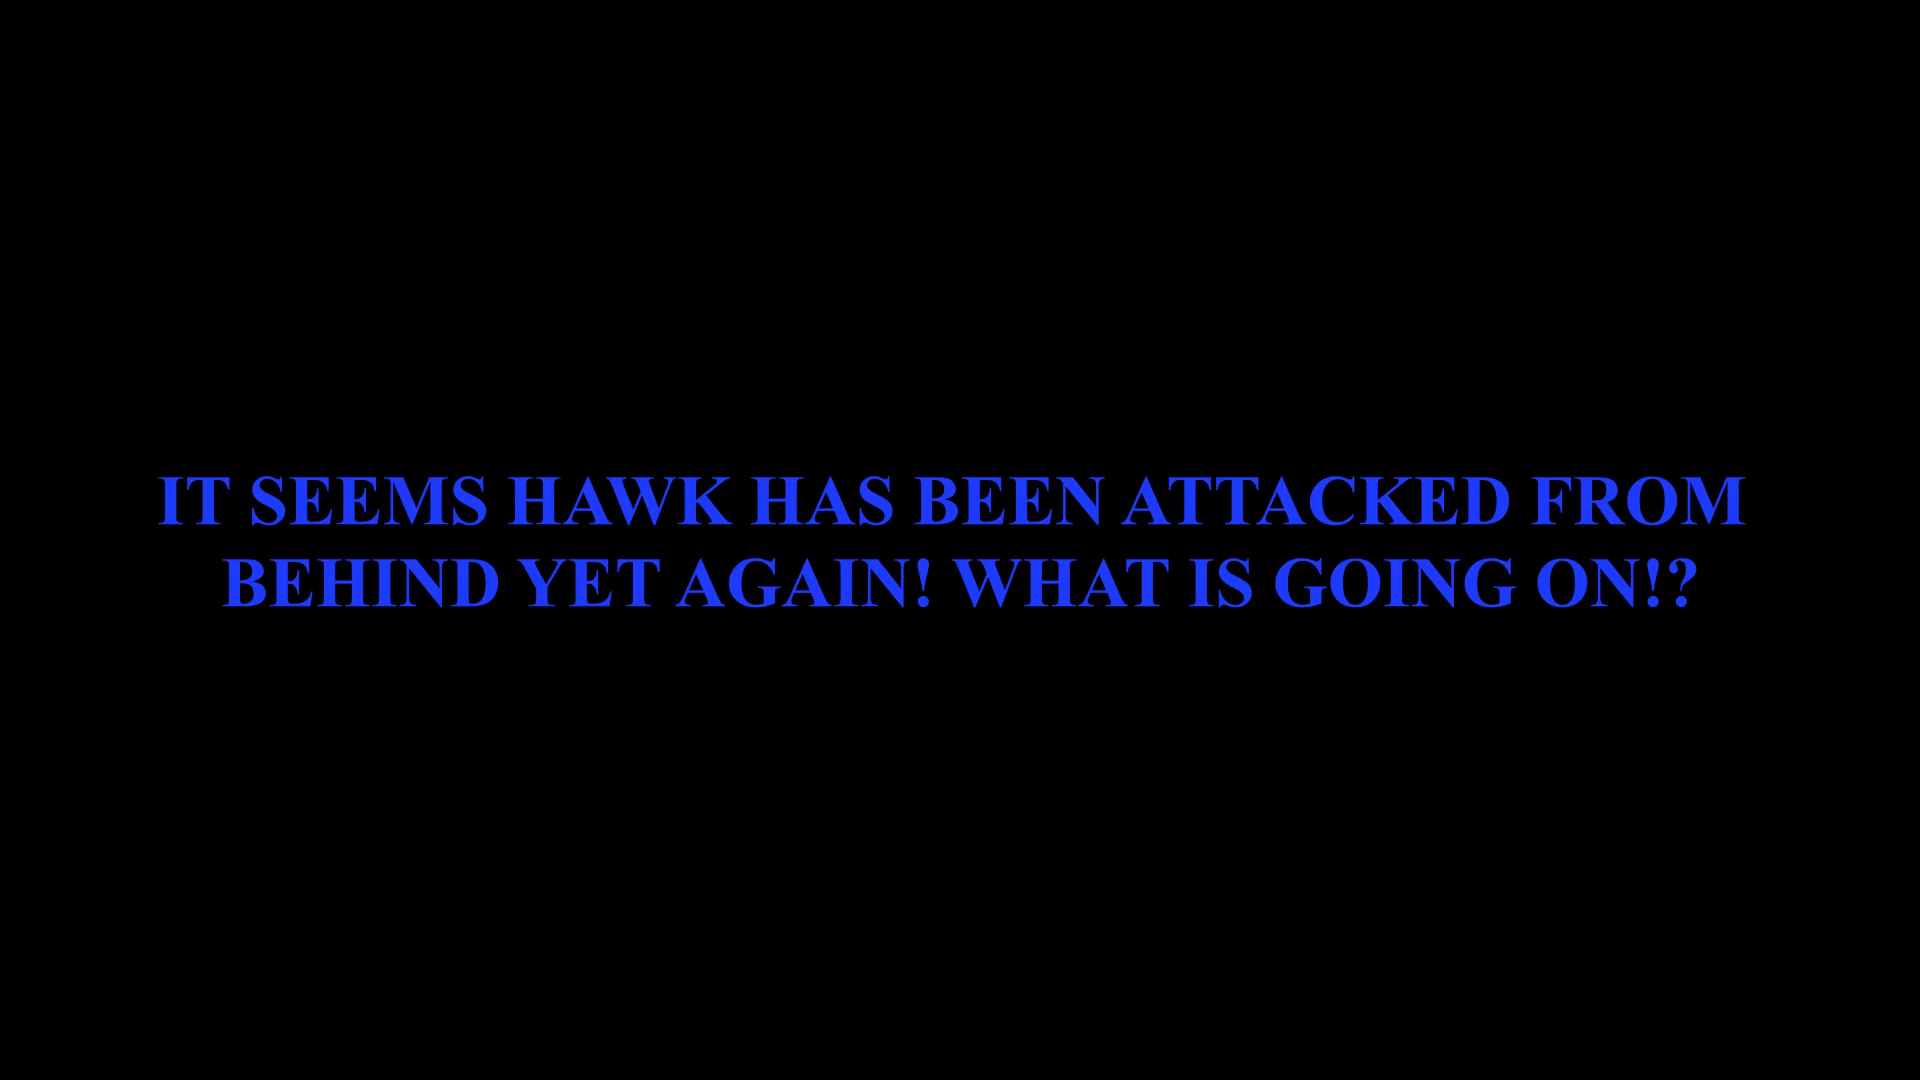 IT SEEMS HAWK HAS BEEN ATTACKED FROM
BEHIND YET AGAIN! WHAT IS GOING ON!?